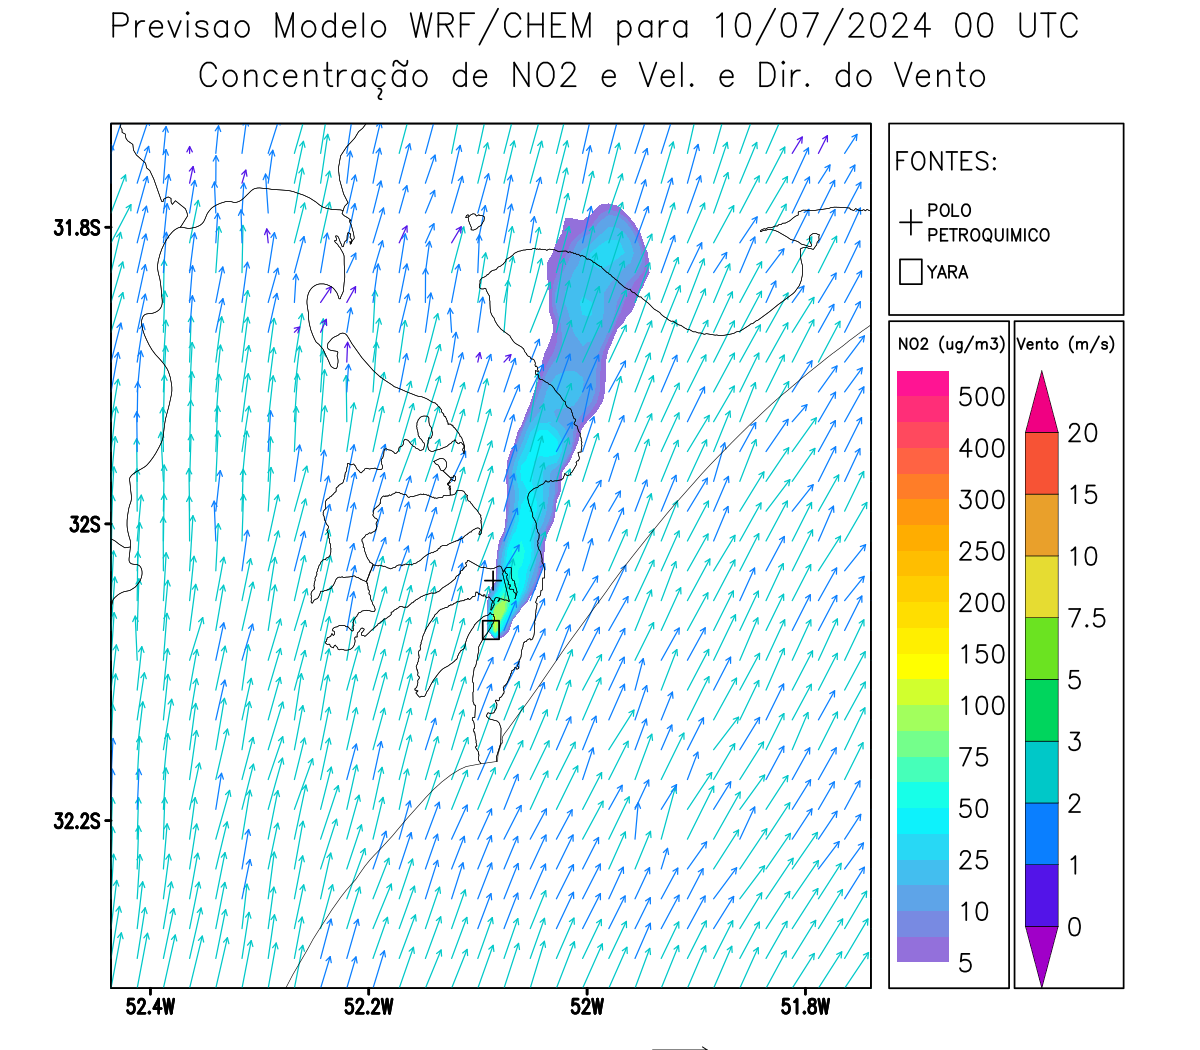 Previsao Modelo WRF/CHEM para 10/07/2024 00 UTC
Concentração de NO2 e Vel. e Dir. do Vento
FONTES:
POLO
PETROQUIMICO
YARA
NO2 (ug/m3)
500
400
300
250
200
150
100
75
50
25
10
5
Vento (m/s)
20
15
10
7.5
5
3
2
1
0
31.8S
32S
32.2S
52.4W
52.2W
52W
51.8W